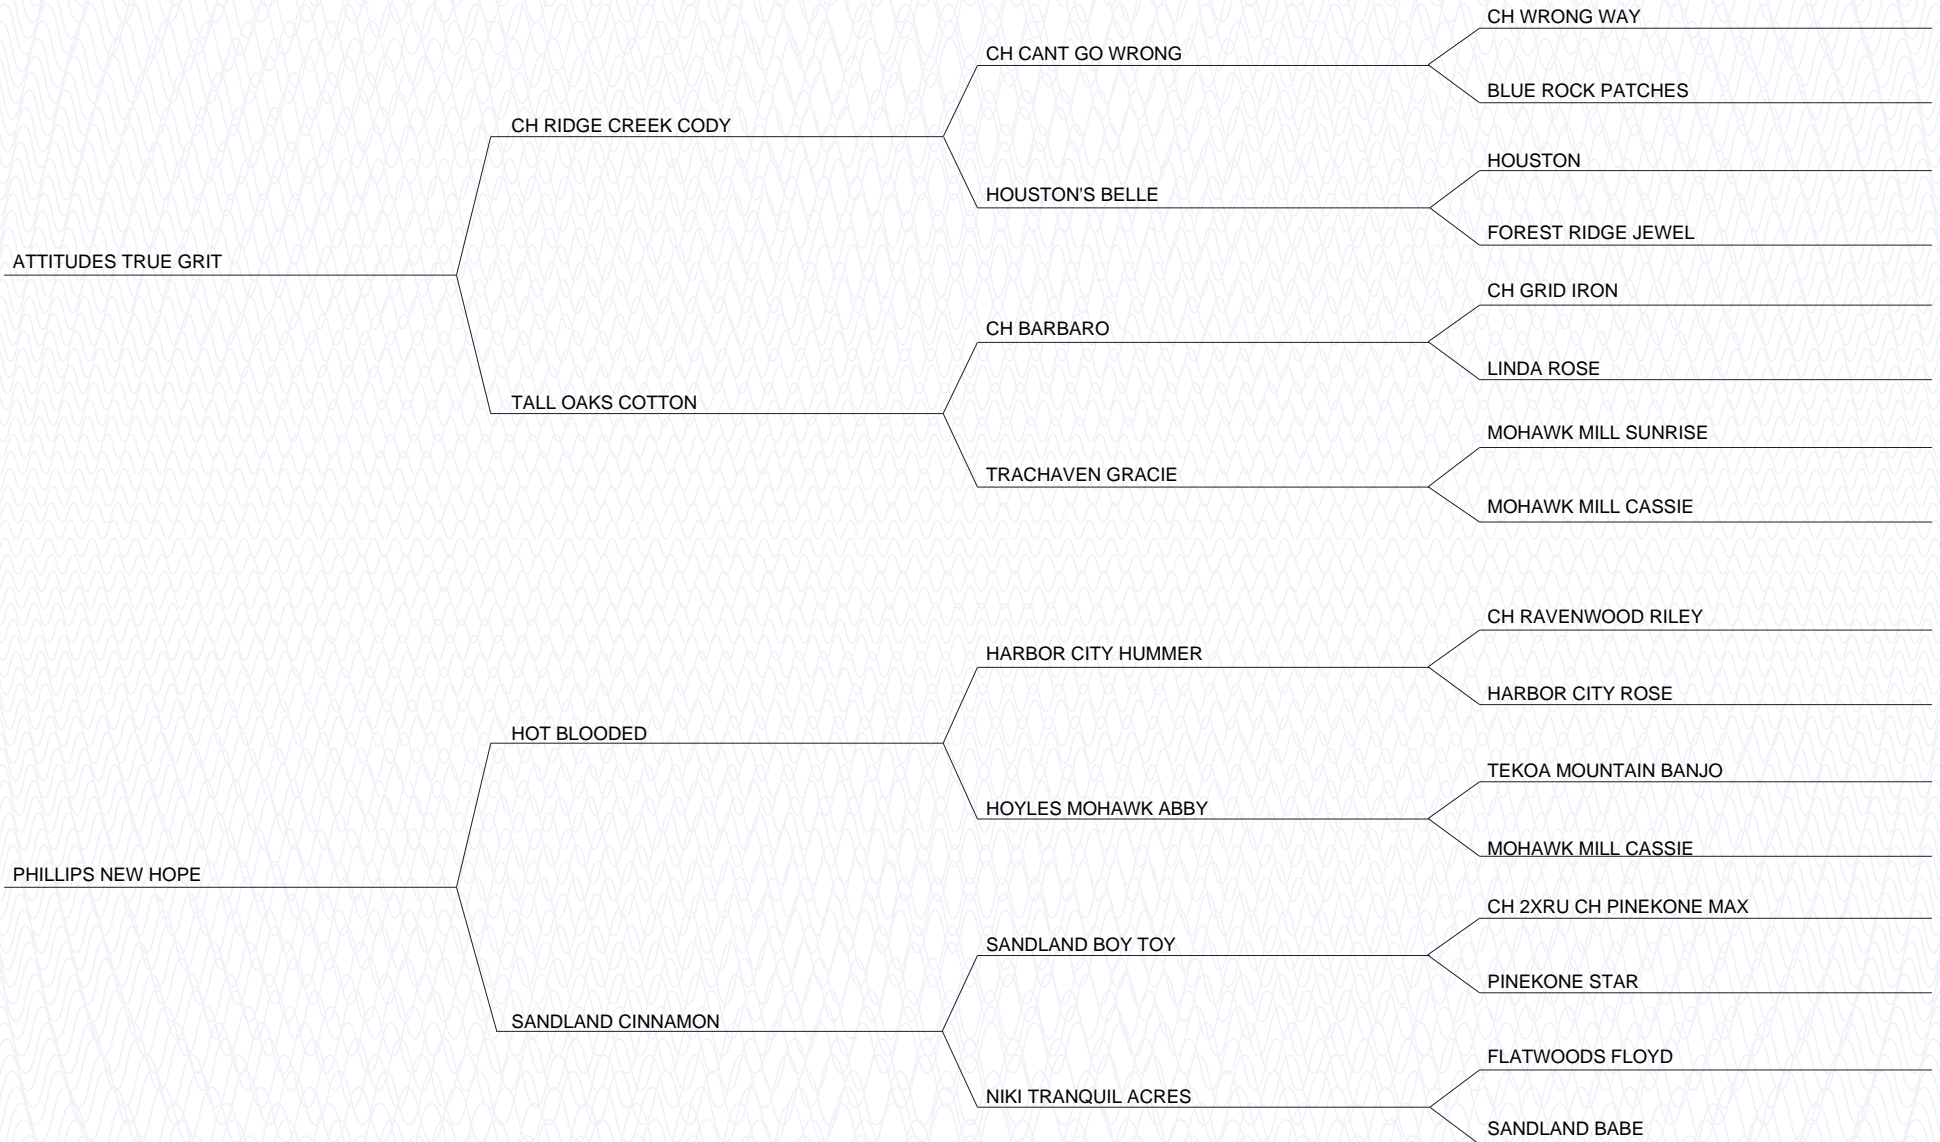 CH WRONG WAY
CH CANT GO WRONG
BLUE ROCK PATCHES
CH RIDGE CREEK CODY
HOUSTON
HOUSTON'S BELLE
FOREST RIDGE JEWEL
ATTITUDES TRUE GRIT
CH GRID IRON
CH BARBARO
LINDA ROSE
TALL OAKS COTTON
MOHAWK MILL SUNRISE
TRACHAVEN GRACIE
MOHAWK MILL CASSIE
CH RAVENWOOD RILEY
HARBOR CITY HUMMER
HARBOR CITY ROSE
HOT BLOODED
TEKOA MOUNTAIN BANJO
HOYLES MOHAWK ABBY
MOHAWK MILL CASSIE
PHILLIPS NEW HOPE
CH 2XRU CH PINEKONE MAX
SANDLAND BOY TOY
PINEKONE STAR
SANDLAND CINNAMON
FLATWOODS FLOYD
NIKI TRANQUIL ACRES
SANDLAND BABE